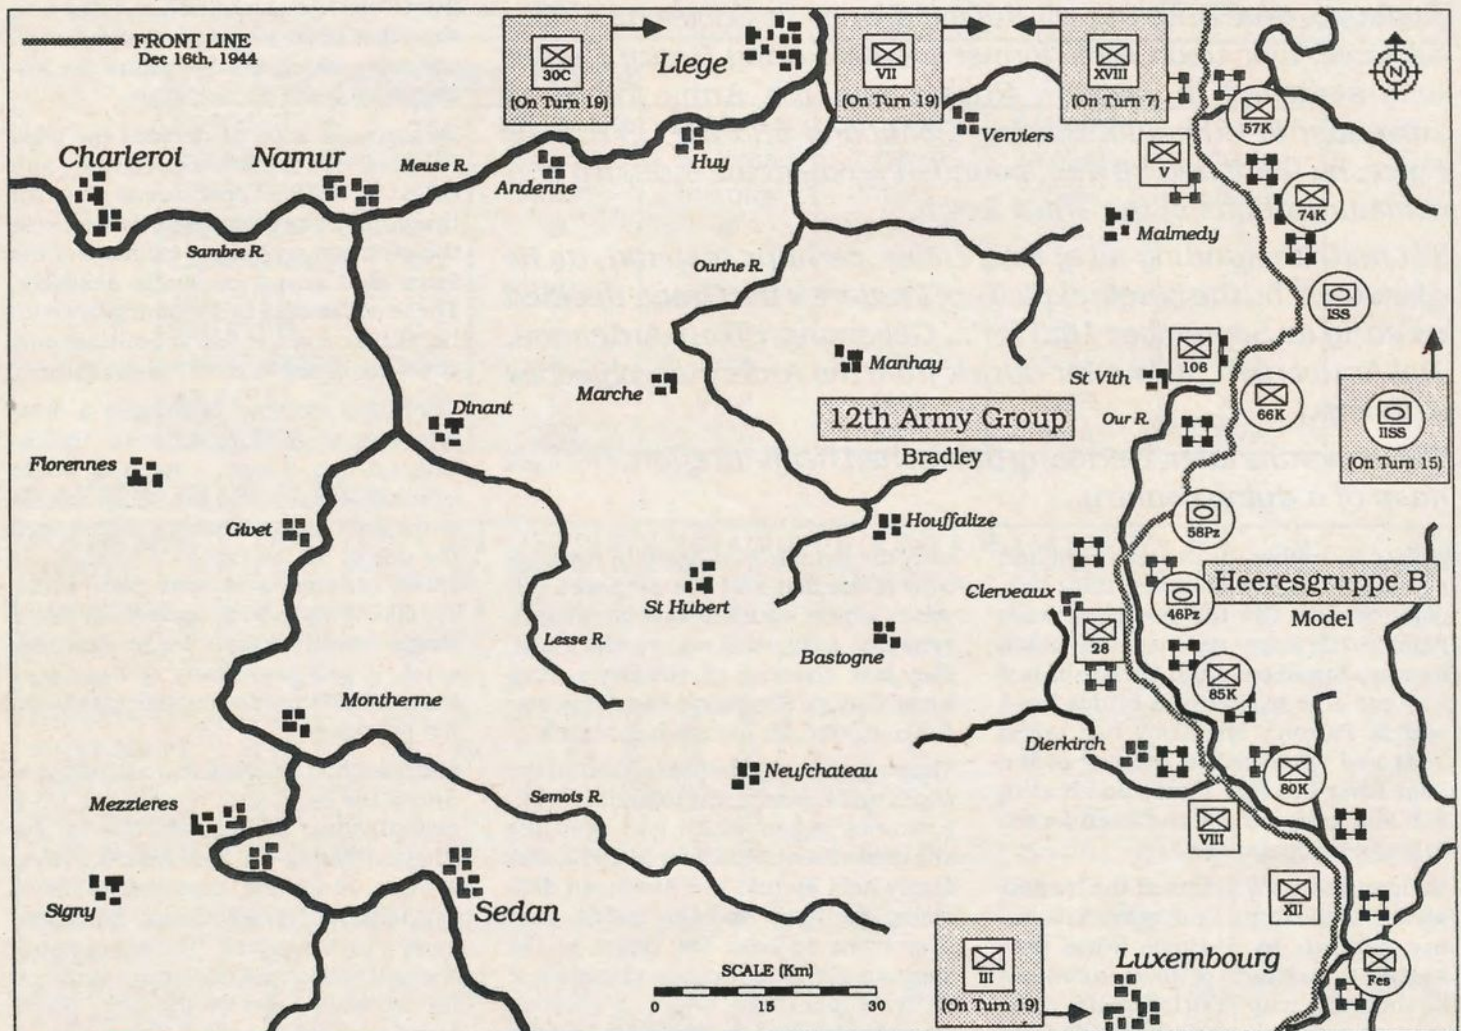 FRONT LINE
Dec 16th, 1944
30C
(On Turn 19)
Liege
VII
(On Turn 19)
XVIII
(On Turn 7)
N
57K
Verviers
V
Charleroi
Namur
Meuse R.
Andenne
Huy
74K
Malmedy
Sambre R.
Ourthe R.
ISS
Manhay
106
St Vith
Marche
66K
IISS
(On Turn 15)
Dinant
12th Army Group
Bradley
Our R.
Florennes
Givet
Houffalize
58Pz
St Hubert
Clerveaux
46Pz
Heeresgruppe B
Model
28
Lesse R.
Bastogne
85K
Montherme
Dierkirch
Neufchateau
80K
Mezzieres
Semois R.
VIII
Signy
Sedan
XII
III
(On Turn 19)
Luxembourg
Fes
SCALE (Km)
0 15 30